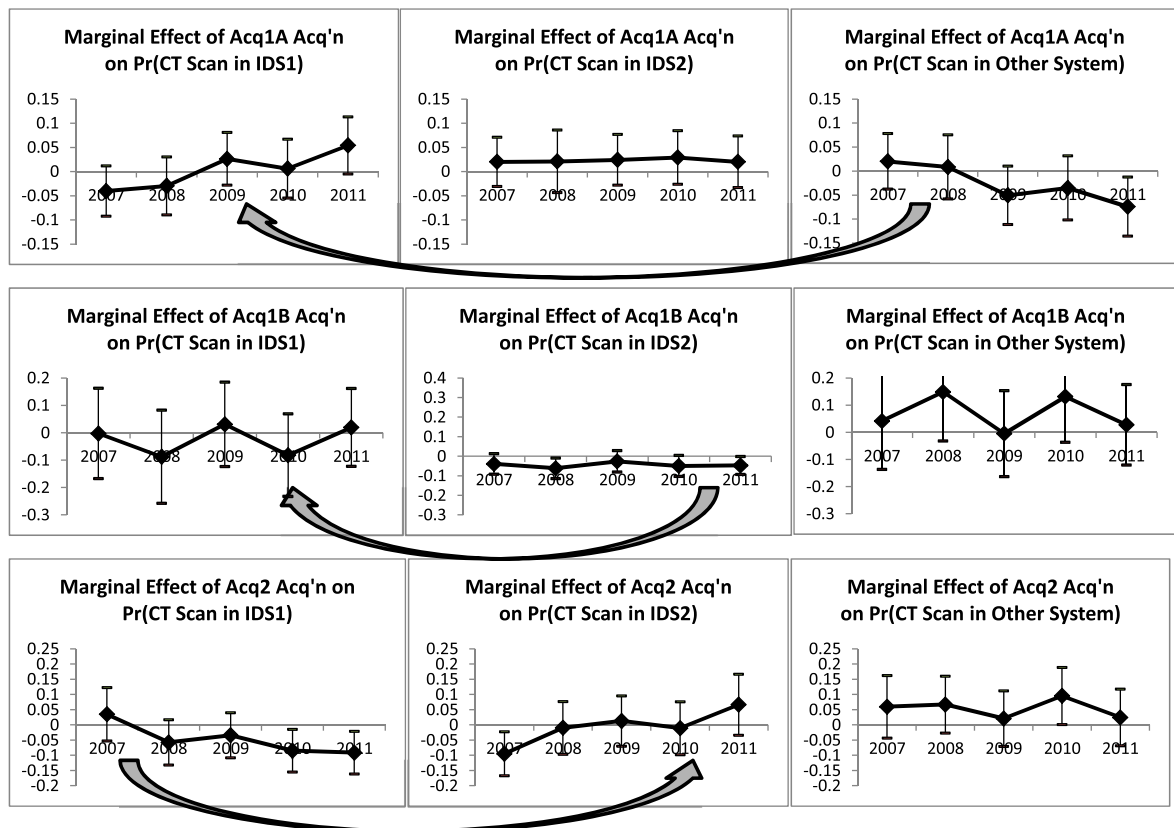 Marginal Effect of Acq1A Acq'n
on Pr(CT Scan in IDS1)
0.15
0.1
0.05
0
-0.05
-0.1
-0.15
2007 2008 2009 2010 2011
Marginal Effect of Acq1A Acq'n
on Pr(CT Scan in IDS2)
0.15
0.1
0.05
0
-0.05
-0.1
-0.15
2007 2008 2009 2010 2011
Marginal Effect of Acq1A Acq'n
on Pr(CT Scan in Other System)
0.15
0.1
0.05
0
-0.05
-0.1
-0.15
2007 2008 2009 2010 2011
Marginal Effect of Acq1B Acq'n
on Pr(CT Scan in IDS1)
0.2
0.1
0
-0.1
-0.2
-0.3
2007 2008 2009 2010 2011
Marginal Effect of Acq1B Acq'n
on Pr(CT Scan in IDS2)
0.4
0.3
0.2
0.1
0
-0.1
-0.2
-0.3
2007 2008 2009 2010 2011
Marginal Effect of Acq1B Acq'n
on Pr(CT Scan in Other System)
0.2
0.1
0
-0.1
-0.2
-0.3
2007 2008 2009 2010 2011
Marginal Effect of Acq2 Acq'n on
Pr(CT Scan in IDS1)
0.25
0.2
0.15
0.1
0.05
0
-0.05
-0.1
-0.15
-0.2
2007 2008 2009 2010 2011
Marginal Effect of Acq2 Acq'n
on Pr(CT Scan in IDS2)
0.25
0.2
0.15
0.1
0.05
0
-0.05
-0.1
-0.15
-0.2
2007 2008 2009 2010 2011
Marginal Effect of Acq2 Acq'n
on Pr(CT Scan in Other System)
0.25
0.2
0.15
0.1
0.05
0
-0.05
-0.1
-0.15
-0.2
2007 2008 2009 2010 2011